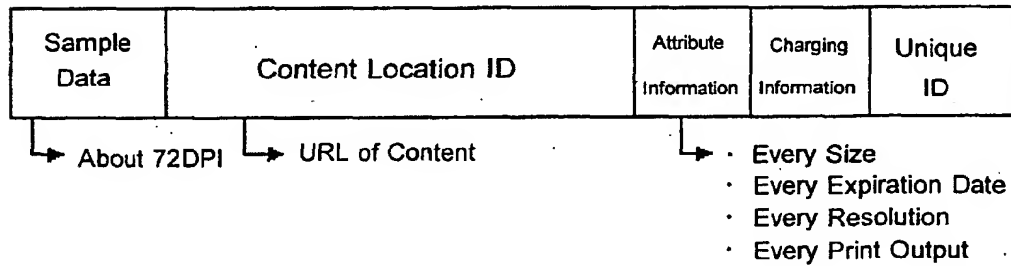 Sample
Data
Content Location ID
Attribute
Information
Charging
Information
Unique
ID
About 72DPI
URL of Content
· Every Size
· Every Expiration Date
· Every Resolution
· Every Print Output